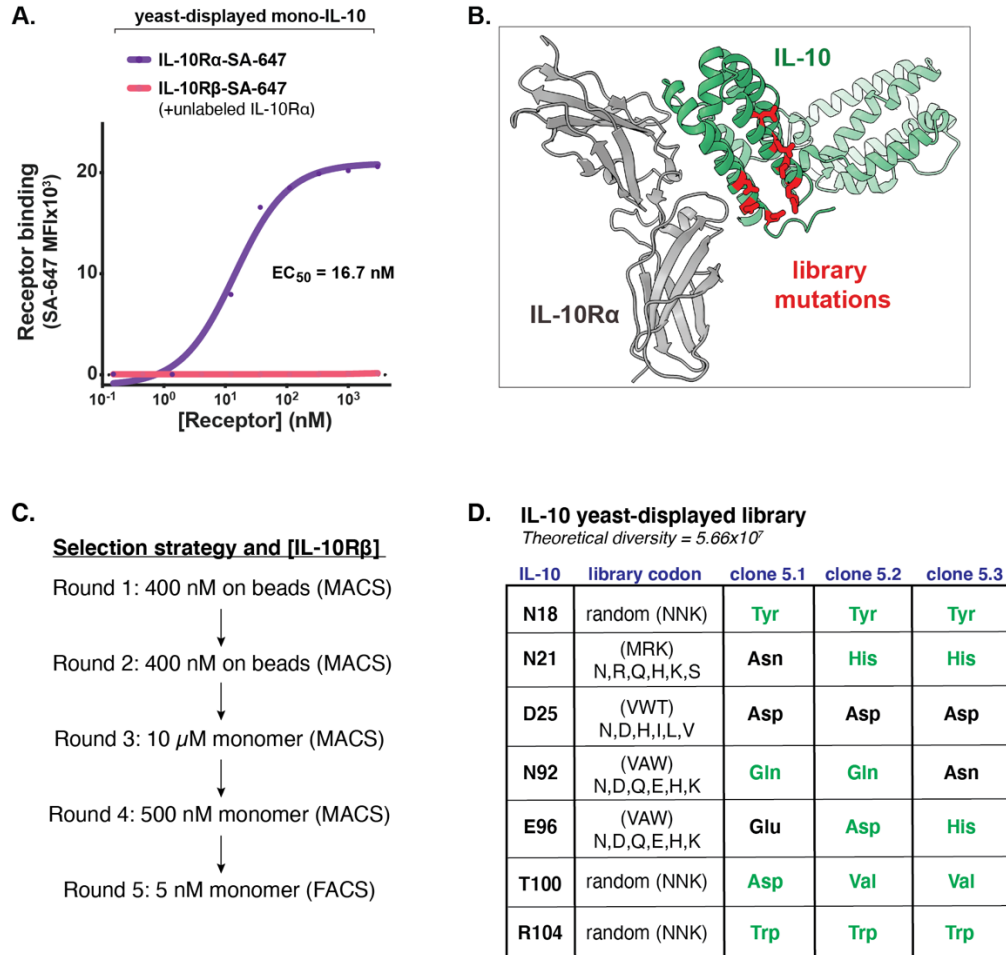 A.
yeast-displayed mono-IL-10
IL-10Rα-SA-647
IL-10Rβ-SA-647
(+unlabeled IL-10Rα)
Receptor binding
(SA-647 MFIx10³)
20
10
0
EC50 = 16.7 nM
10-1 10⁰ 10¹ 10² 10³
[Receptor] (nM)
B.
IL-10
IL-10Rα
library
mutations
C.
Selection strategy and [IL-10Rβ]
Round 1: 400 nM on beads (MACS)
Round 2: 400 nM on beads (MACS)
Round 3: 10 µM monomer (MACS)
Round 4: 500 nM monomer (MACS)
Round 5: 5 nM monomer (FACS)
D.
IL-10 yeast-displayed library
Theoretical diversity = 5.66x10⁷
IL-10 library codon clone 5.1 clone 5.2 clone 5.3
N18 random (NNK) Tyr Tyr Tyr
N21 (MRK) N,R,Q,H,K,S Asn His His
D25 (VWT) N,D,H,I,L,V Asp Asp Asp
N92 (VAW) N,D,Q,E,H,K Gln Gln Asn
E96 (VAW) N,D,Q,E,H,K Glu Asp His
T100 random (NNK) Asp Val Val
R104 random (NNK) Trp Trp Trp